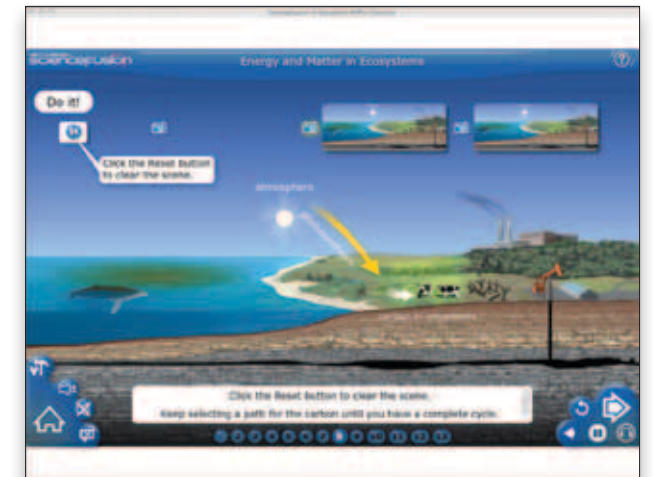 sciencefusion
Energy and Matter in Ecosystems
Do it!
Click the Reset button
to clear the scene.
atmosphere
Click the Reset button to clear the scene.
Keep selecting a path for the carbon until you have a complete cycle.